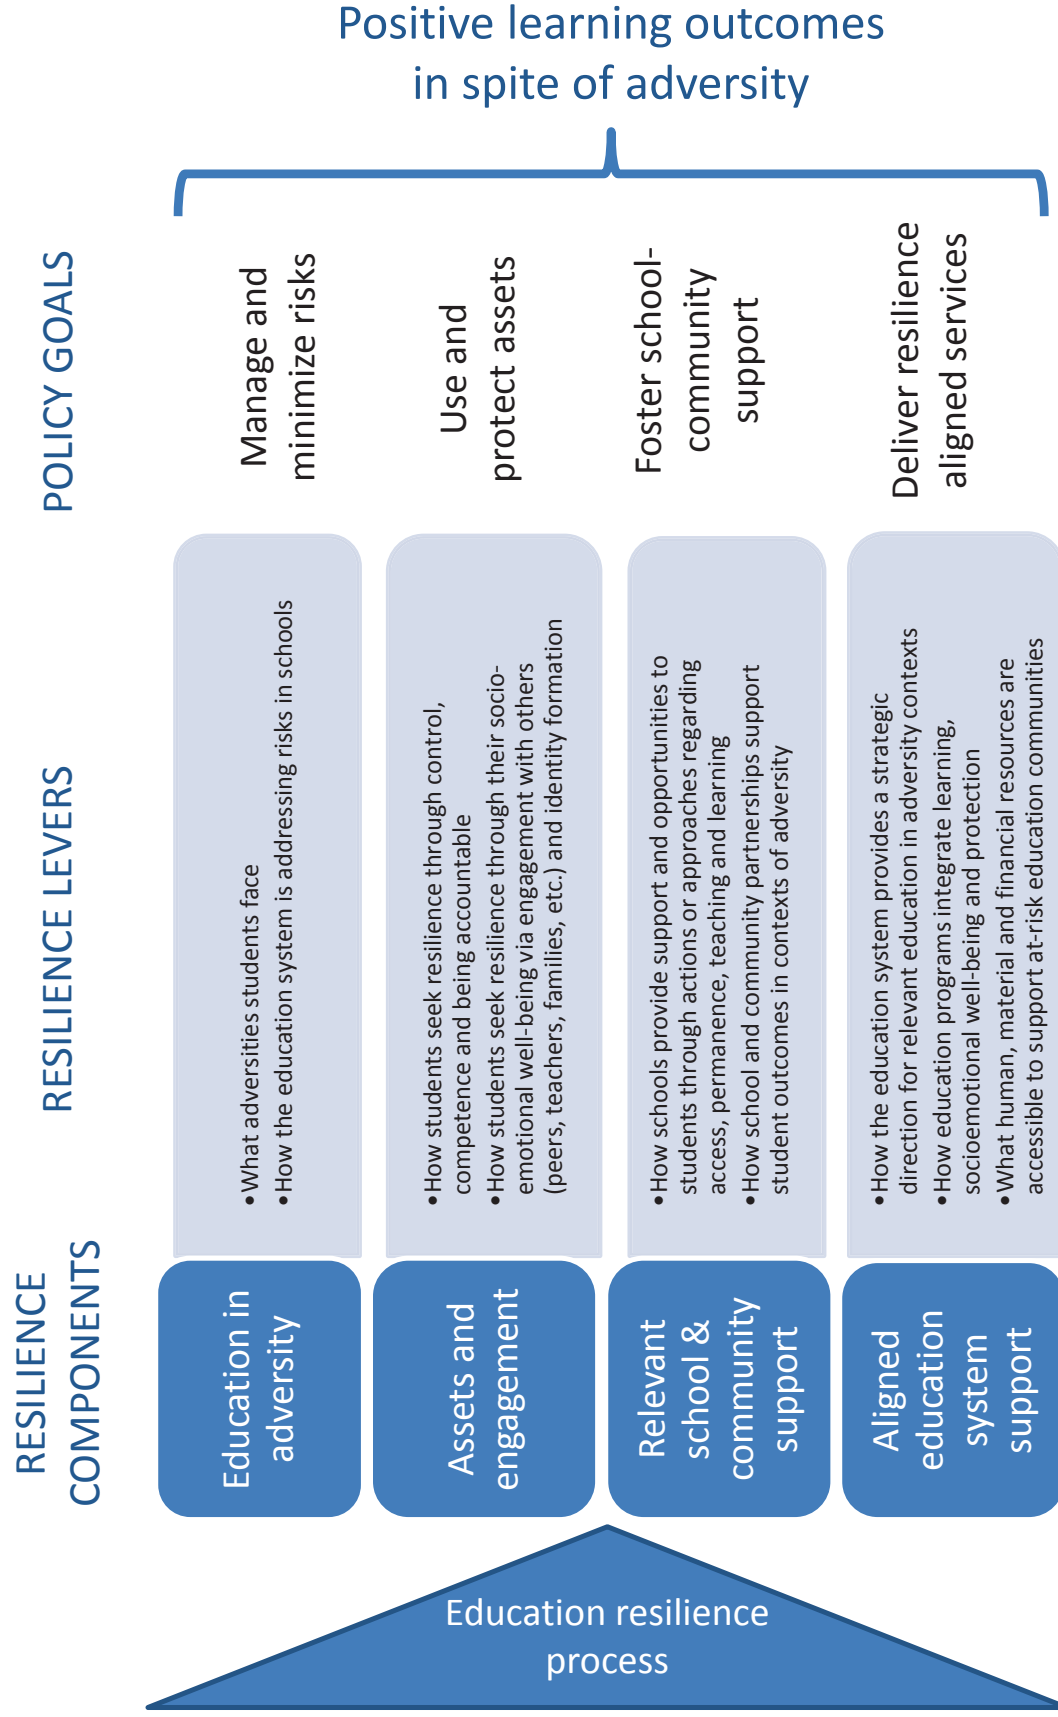 Positive learning outcomes
in spite of adversity
RESILIENCE
COMPONENTS
RESILIENCE LEVERS
POLICY GOALS
Education in
adversity
• What adversities students face
• How the education system is addressing risks in schools
Manage and
minimize risks
Assets and
engagement
• How students seek resilience through control,
competence and being accountable
• How students seek resilience through their socio-
emotional well-being via engagement with others
(peers, teachers, families, etc.) and identity formation
Use and
protect assets
Relevant
school &
community
support
• How schools provide support and opportunities to
students through actions or approaches regarding
access, permanence, teaching and learning
• How school and community partnerships support
student outcomes in contexts of adversity
Foster school-
community
support
Aligned
education
system
support
• How the education system provides a strategic
direction for relevant education in adversity contexts
• How education programs integrate learning,
socioemotional well-being and protection
• What human, material and financial resources are
accessible to support at-risk education communities
Deliver resilience
aligned services
Education resilience
process